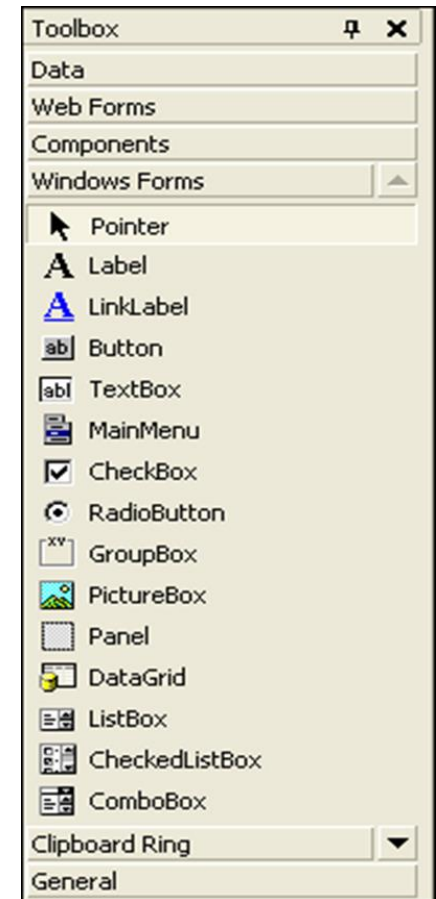 Toolbox
Data
Web Forms
Components
Windows Forms
Pointer
A Label
A LinkLabel
ab Button
abl TextBox
MainMenu
CheckBox
RadioButton
XY GroupBox
PictureBox
Panel
DataGrid
ListBox
CheckedListBox
ComboBox
Clipboard Ring
General